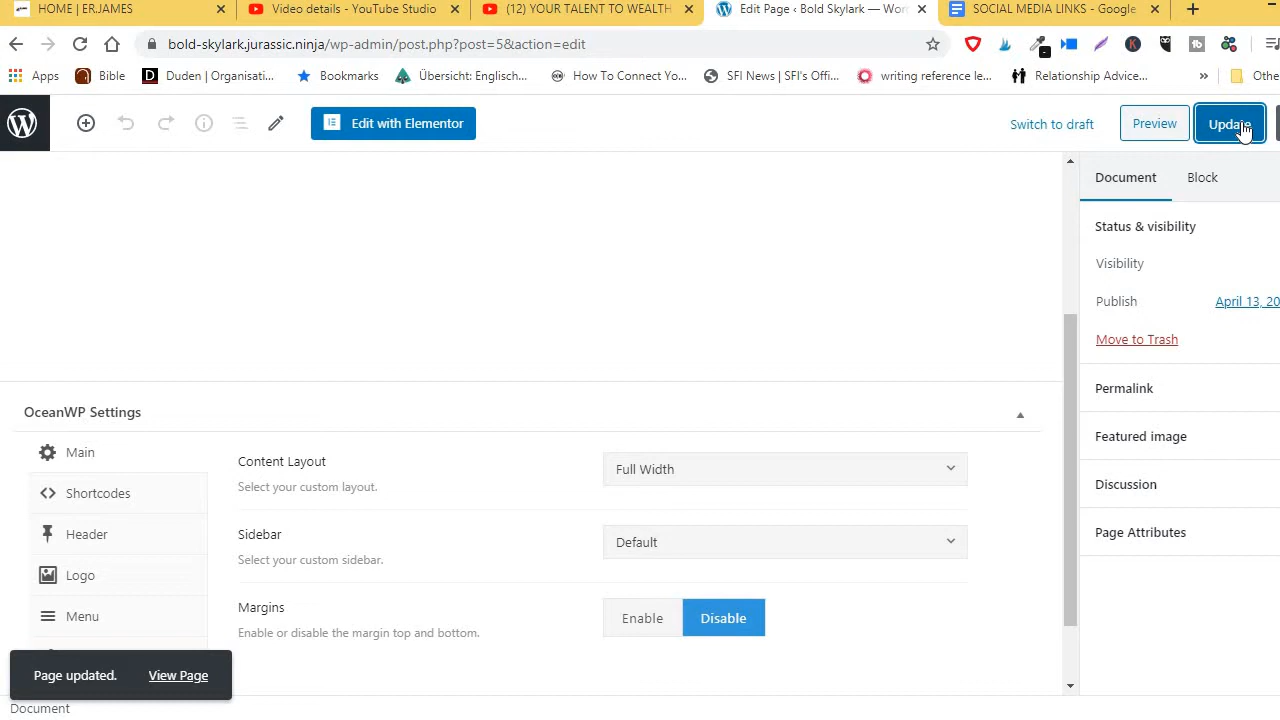 HOME | ER.JAMES
Video details - YouTube Studio
(12) YOUR TALENT TO WEALTH
Edit Page ‹ Bold Skylark — Wor
SOCIAL MEDIA LINKS - Google
bold-skylark.jurassic.ninja/wp-admin/post.php?post=5&action=edit
Apps
Bible
Duden | Organisati...
Bookmarks
Übersicht: Englisch...
How To Connect You...
SFI News | SFI's Offi...
writing reference le...
Relationship Advice...
»
Othe
Edit with Elementor
Switch to draft
Preview
Update
Document
Block
Status & visibility
Visibility
Publish
April 13, 20
Move to Trash
Permalink
Featured image
Discussion
Page Attributes
OceanWP Settings
Main
Shortcodes
Header
Logo
Menu
Content Layout
Select your custom layout.
Full Width
Sidebar
Select your custom sidebar.
Default
Margins
Enable or disable the margin top and bottom.
Enable
Disable
Page updated.
View Page
Document